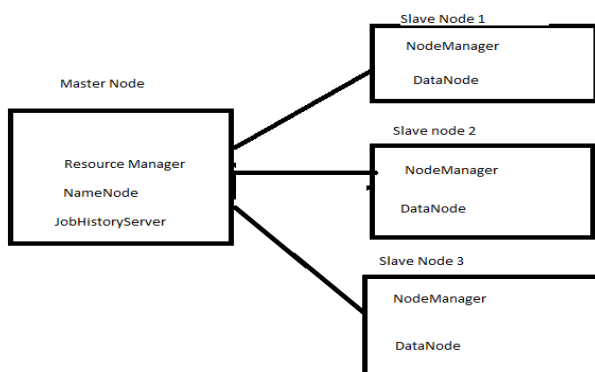 Master Node
Resource Manager
NameNode
JobHistoryServer
Slave Node 1
NodeManager
DataNode
Slave node 2
NodeManager
DataNode
Slave Node 3
NodeManager
DataNode